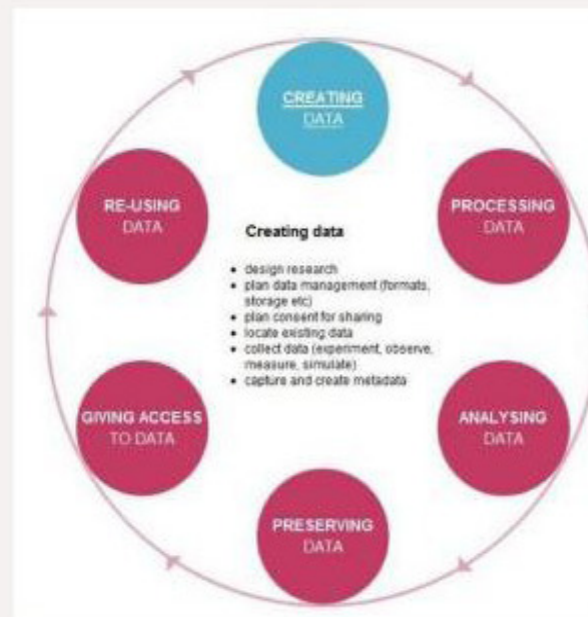 CREATING
DATA
RE-USING
DATA
PROCESSING
DATA
Creating data
• design research
• plan data management (formats,
storage etc)
• plan consent for sharing
• locate existing data
• collect data (experiment, observe,
measure, simulate)
• capture and create metadata
GIVING ACCESS
TO DATA
ANALYSING
DATA
PRESERVING
DATA